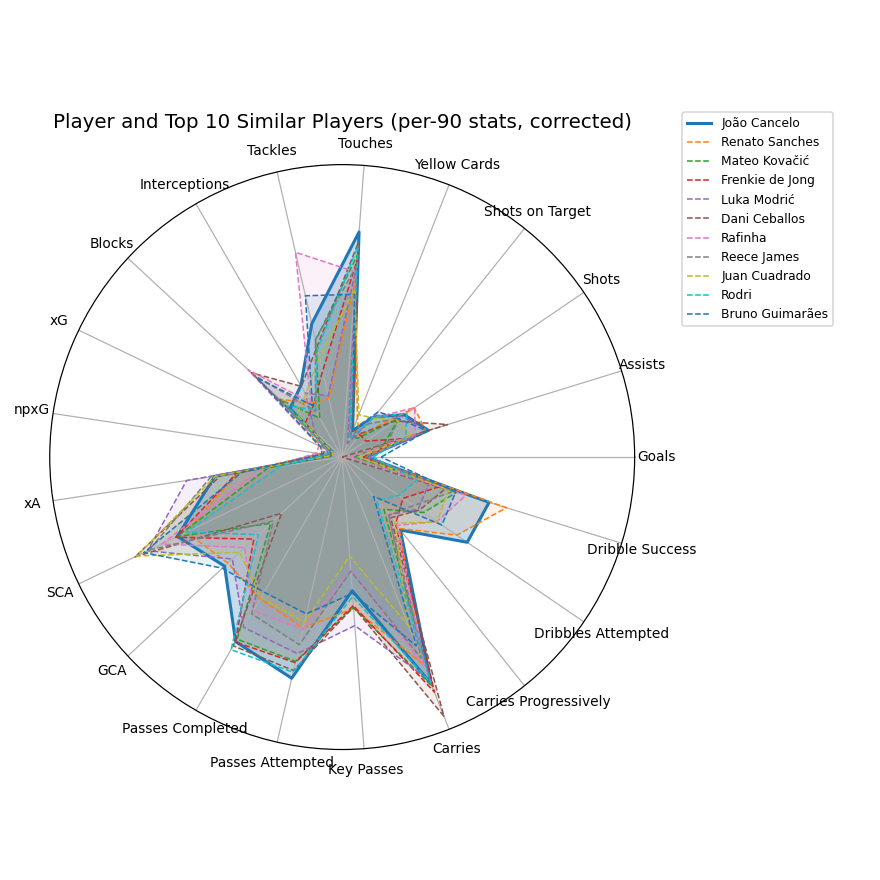 Player and Top 10 Similar Players (per-90 stats, corrected)
Touches
Tackles
Yellow Cards
Interceptions
Shots on Target
Blocks
Shots
xG
Assists
npxG
Goals
xA
Dribble Success
SCA
Dribbles Attempted
GCA
Carries Progressively
Passes Completed
Carries
Passes Attempted
Key Passes
João Cancelo
Renato Sanches
Mateo Kovačić
Frenkie de Jong
Luka Modrić
Dani Ceballos
Rafinha
Reece James
Juan Cuadrado
Rodri
Bruno Guimarães